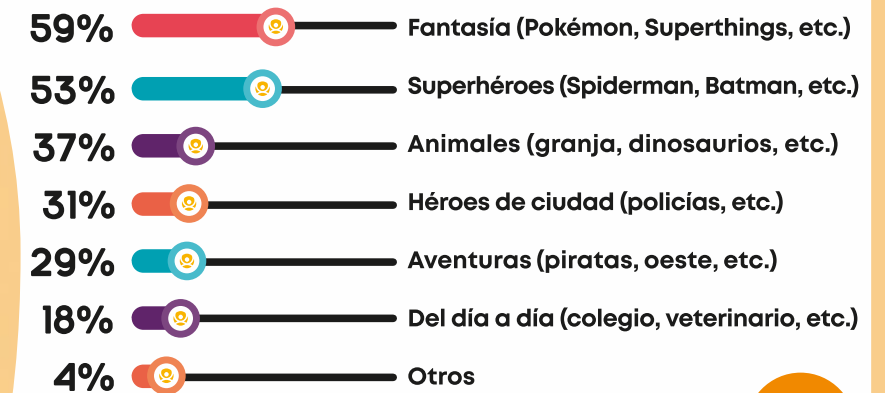 59% Fantasía (Pokémon, Superthings, etc.)
53% Superhéroes (Spiderman, Batman, etc.)
37% Animales (granja, dinosaurios, etc.)
31% Héroes de ciudad (policías, etc.)
29% Aventuras (piratas, oeste, etc.)
18% Del día a día (colegio, veterinario, etc.)
4% Otros